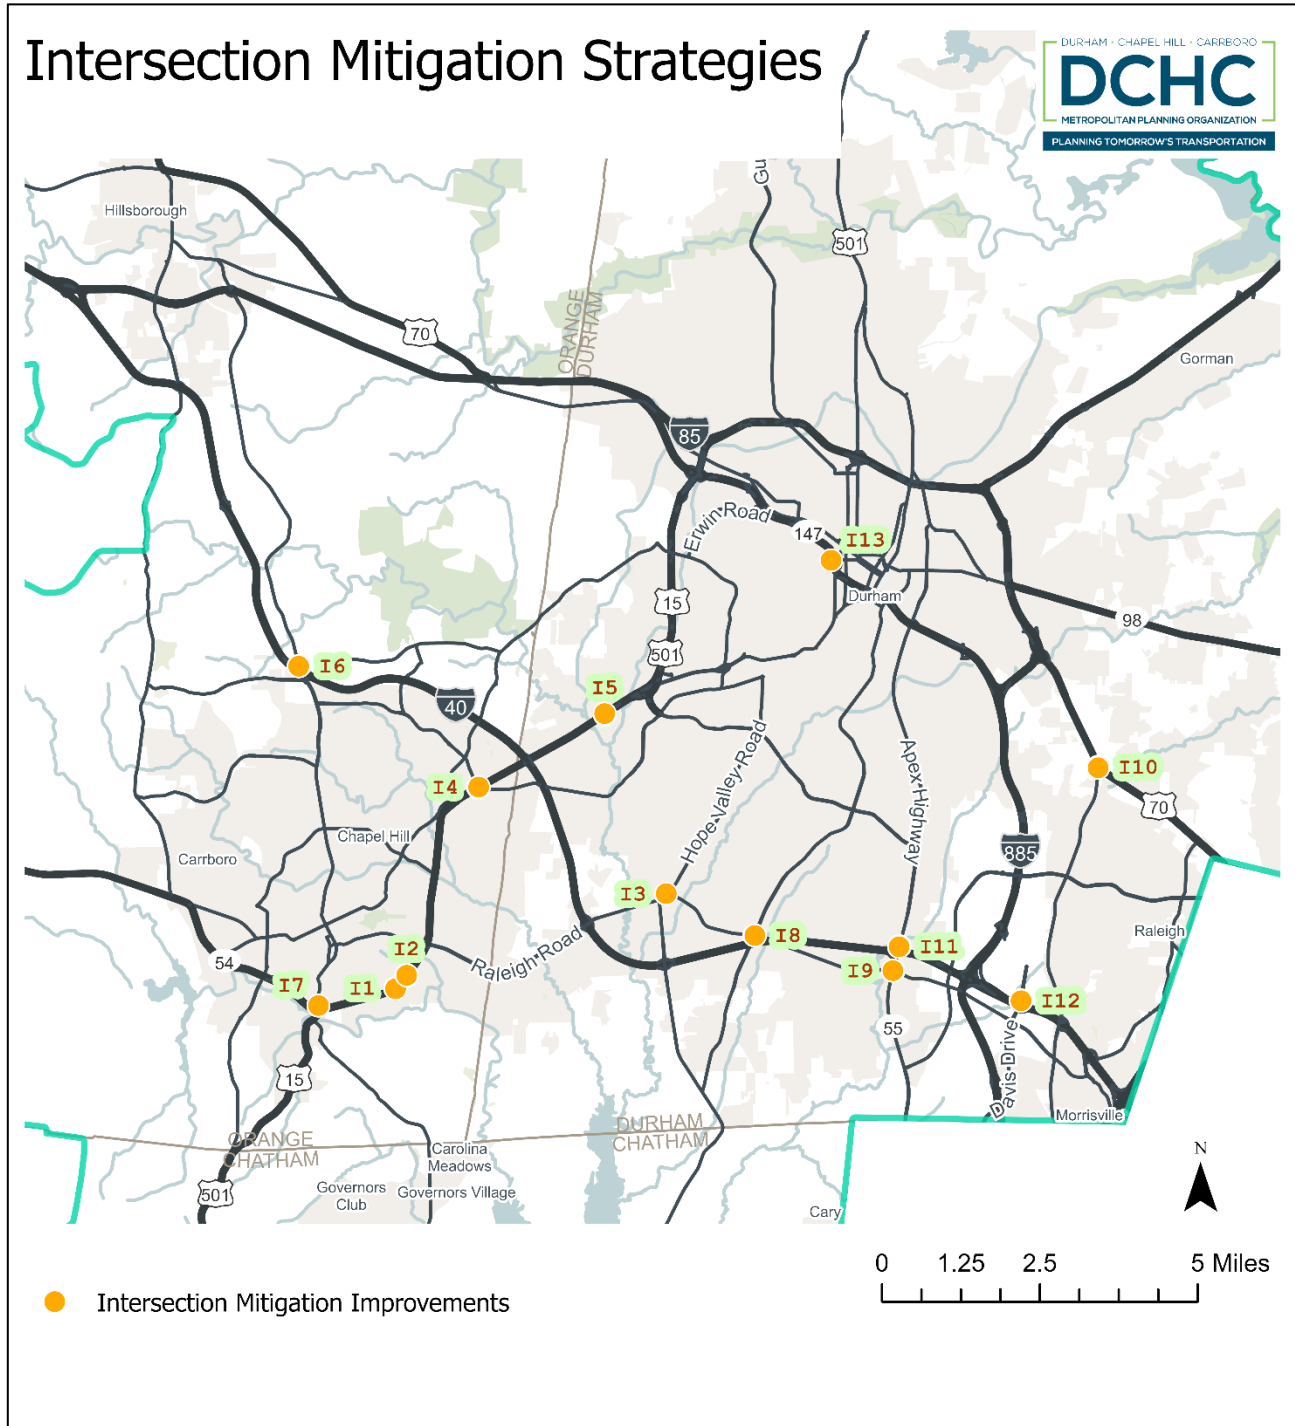 Intersection Mitigation Strategies
DURHAM · CHAPEL HILL · CARRBORO
DCHC
METROPOLITAN PLANNING ORGANIZATION
PLANNING TOMORROW'S TRANSPORTATION
Gu
Hillsborough
501
ORANGE
DURHAM
70
Gorman
85
Erwin Road
147
I13
15
Durham
98
501
I6
I5
40
I4
Hope Valley Road
Apex Highway
I10
70
Chapel Hill
Carrboro
885
I3
I2
Raleigh Road
I8
I11
Raleigh
54
I7
I1
I9
I12
55
Davis Drive
15
Morrisville
ORANGE
CHATHAM
DURHAM
CHATHAM
Carolina
Meadows
501
Governors
Club
Governors Village
Cary
N
0 1.25 2.5 5 Miles
Intersection Mitigation Improvements